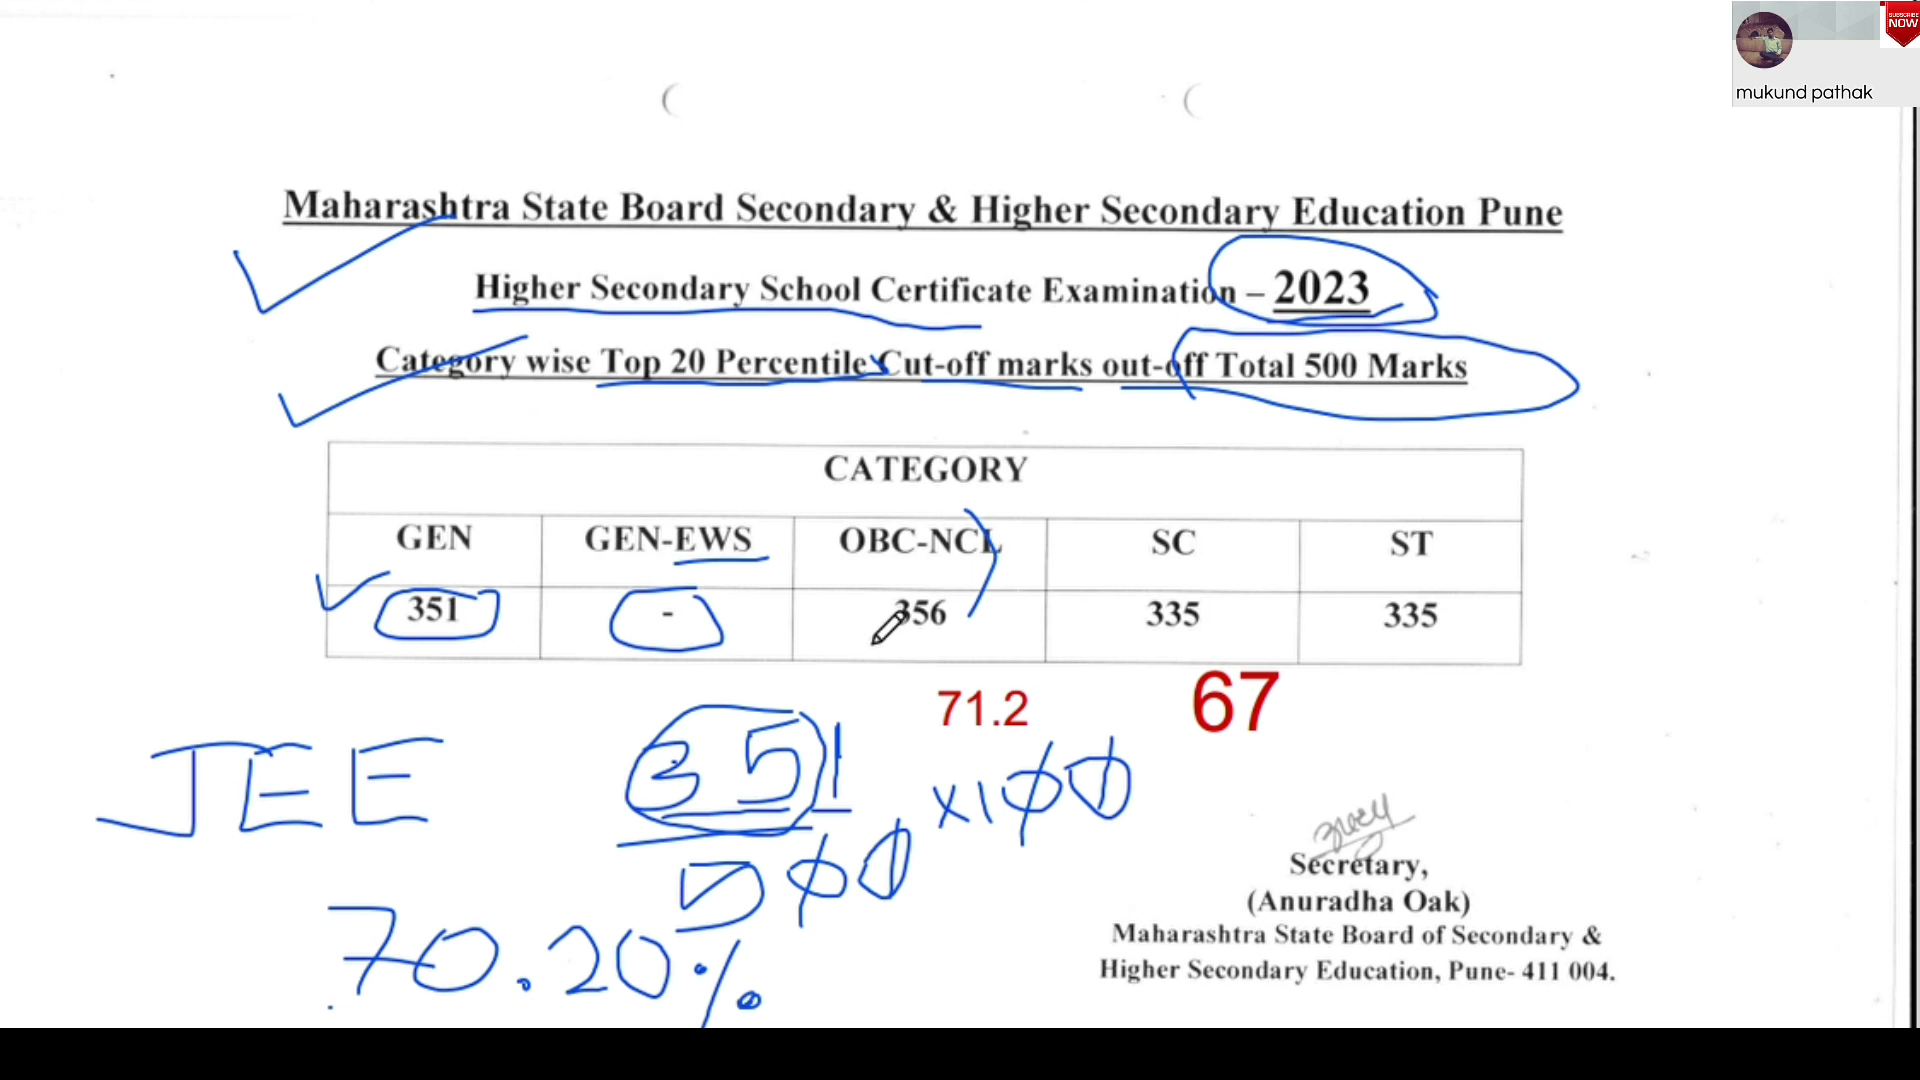 SUBSCRIBE
NOW
mukund pathak
Maharashtra State Board Secondary & Higher Secondary Education Pune
Higher Secondary School Certificate Examination – 2023
Category wise Top 20 Percentile Cut-off marks out-off Total 500 Marks
CATEGORY
GEN GEN-EWS OBC-NCL SC ST
351 - 356 335 335
71.2 67
JEE 351 x100
500
70.20%
Secretary,
(Anuradha Oak)
Maharashtra State Board of Secondary &
Higher Secondary Education, Pune- 411 004.